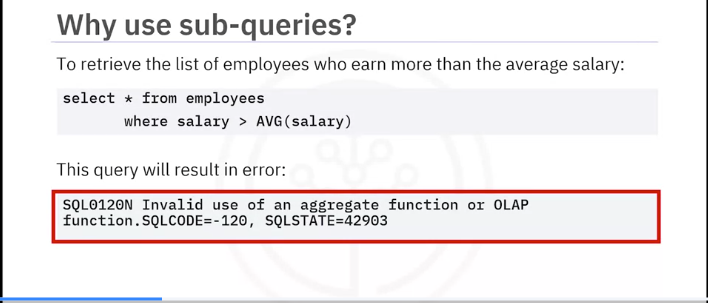 Why use sub-queries?
To retrieve the list of employees who earn more than the average salary:
select * from employees
where salary > AVG(salary)
This query will result in error:
SQL0120N Invalid use of an aggregate function or OLAP
function.SQLCODE=-120, SQLSTATE=42903